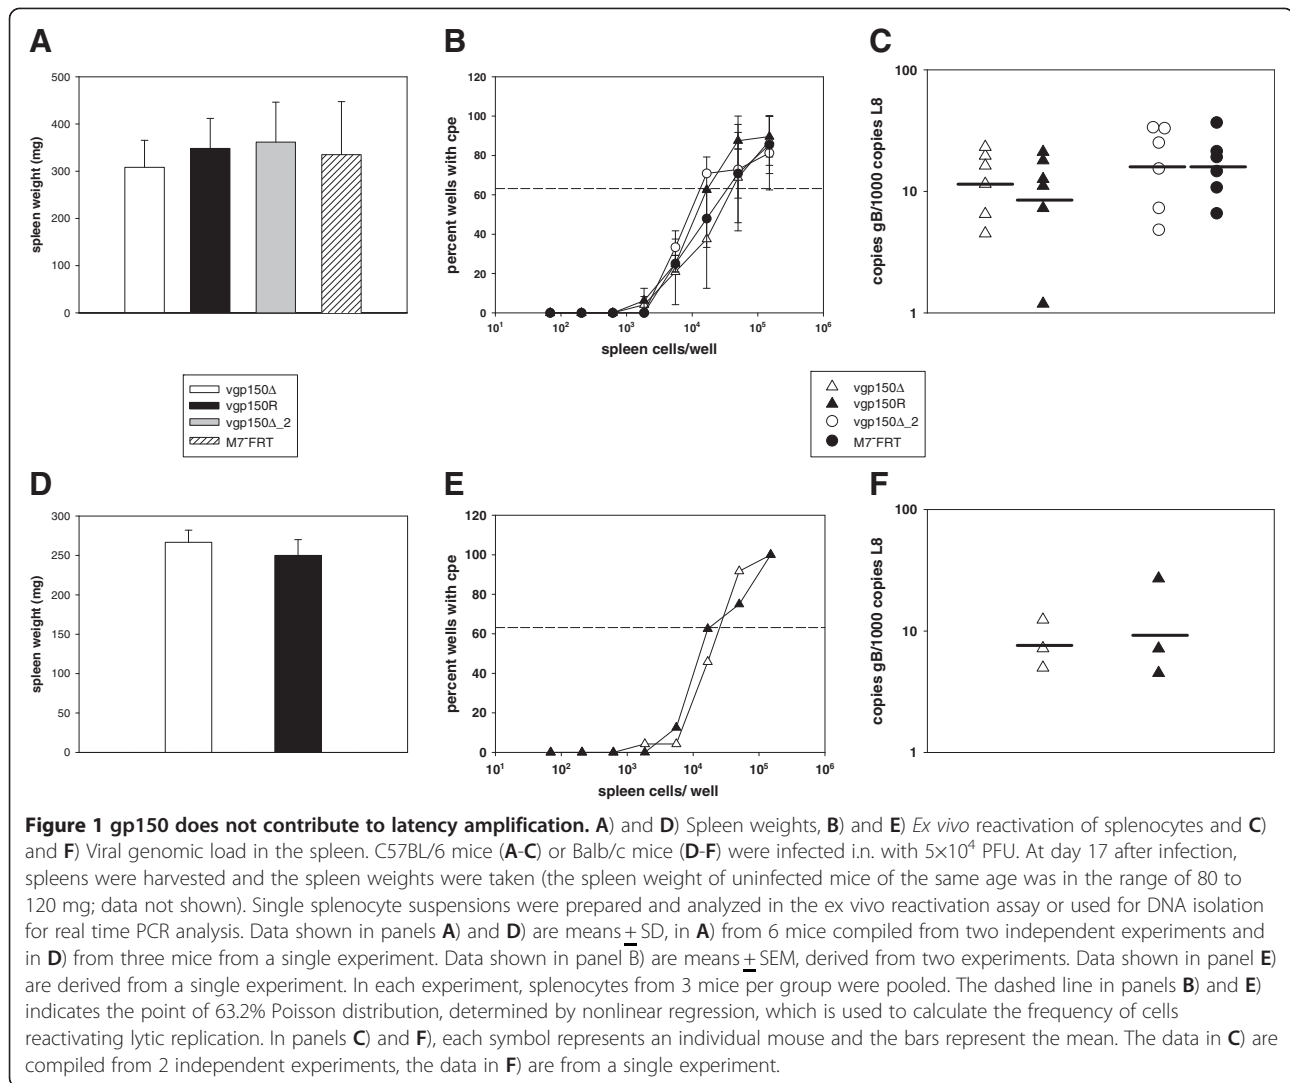 A
B
C
500
400
300
200
100
0
spleen weight (mg)
120
100
80
60
40
20
0
percent wells with cpe
10¹ 10² 10³ 10⁴ 10⁵ 10⁶
spleen cells/well
100
10
1
copies gB/1000 copies L8
vgp150Δ
vgp150R
vgp150Δ_2
M7⁻FRT
vgp150Δ
vgp150R
vgp150Δ_2
M7⁻FRT
D
E
F
300
250
200
150
100
50
0
spleen weight (mg)
120
100
80
60
40
20
0
percent wells with cpe
10¹ 10² 10³ 10⁴ 10⁵ 10⁶
spleen cells/ well
100
10
1
copies gB/1000 copies L8
Figure 1 gp150 does not contribute to latency amplification. A) and D) Spleen weights, B) and E) Ex vivo reactivation of splenocytes and C)
and F) Viral genomic load in the spleen. C57BL/6 mice (A-C) or Balb/c mice (D-F) were infected i.n. with 5×10⁴ PFU. At day 17 after infection,
spleens were harvested and the spleen weights were taken (the spleen weight of uninfected mice of the same age was in the range of 80 to
120 mg; data not shown). Single splenocyte suspensions were prepared and analyzed in the ex vivo reactivation assay or used for DNA isolation
for real time PCR analysis. Data shown in panels A) and D) are means + SD, in A) from 6 mice compiled from two independent experiments and
in D) from three mice from a single experiment. Data shown in panel B) are means + SEM, derived from two experiments. Data shown in panel E)
are derived from a single experiment. In each experiment, splenocytes from 3 mice per group were pooled. The dashed line in panels B) and E)
indicates the point of 63.2% Poisson distribution, determined by nonlinear regression, which is used to calculate the frequency of cells
reactivating lytic replication. In panels C) and F), each symbol represents an individual mouse and the bars represent the mean. The data in C) are
compiled from 2 independent experiments, the data in F) are from a single experiment.